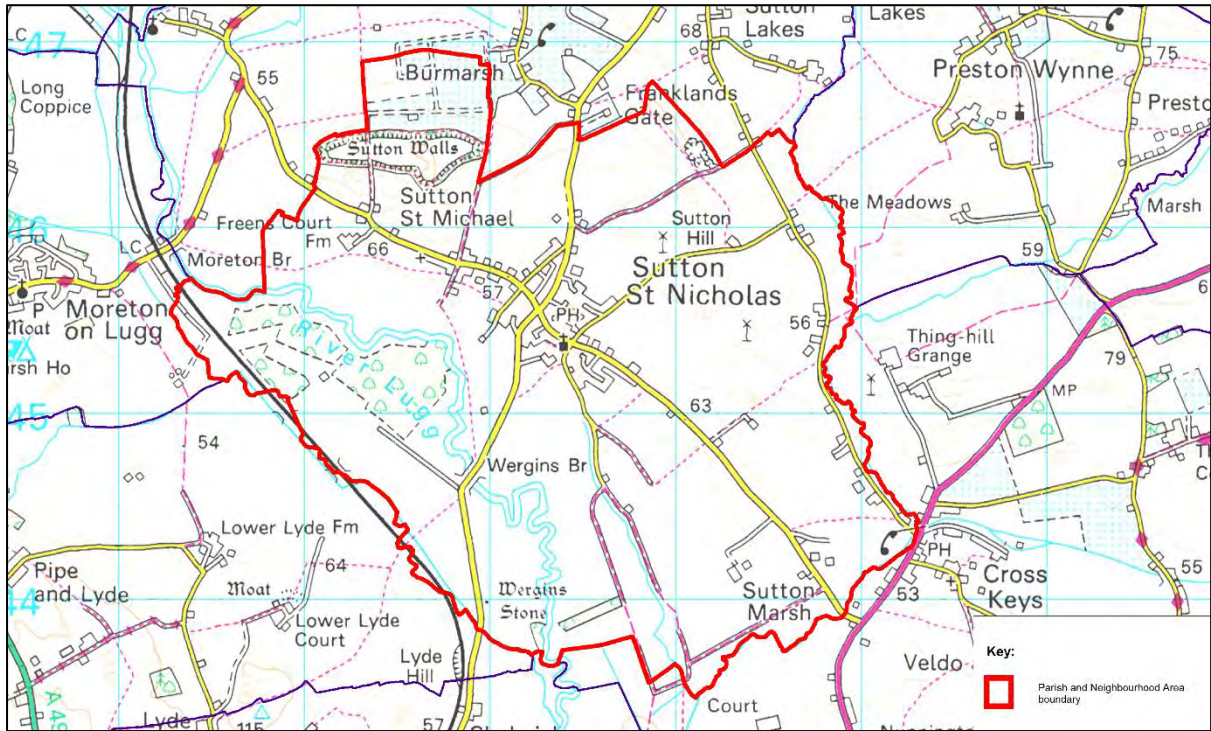 47
C
Long
Coppice
55
Burmarsh
Sutton
Lakes
68
Franklands
Gate
Lakes
75
Preston Wynne
Sutton Walls
Sutton
St Michael
46
Freens Court
Fm
66
LC
Moreton Br
Sutton
Hill
The Meadows
59
Marsh
Moreton
on Lugg
P
Moat
57
PH
Sutton
St Nicholas
56
River Lugg
Thing-hill
Grange
MP
79
45
54
63
Wergins Br
Lower Lyde Fm
64
Pipe
and Lyde
44
Moat
Lower Lyde
Court
Wergins
Stone
Sutton
Marsh
PH
53
Cross
Keys
55
Lyde
Hill
57
Lyde
115
Court
Veldo
Key:
Parish and Neighbourhood Area
boundary